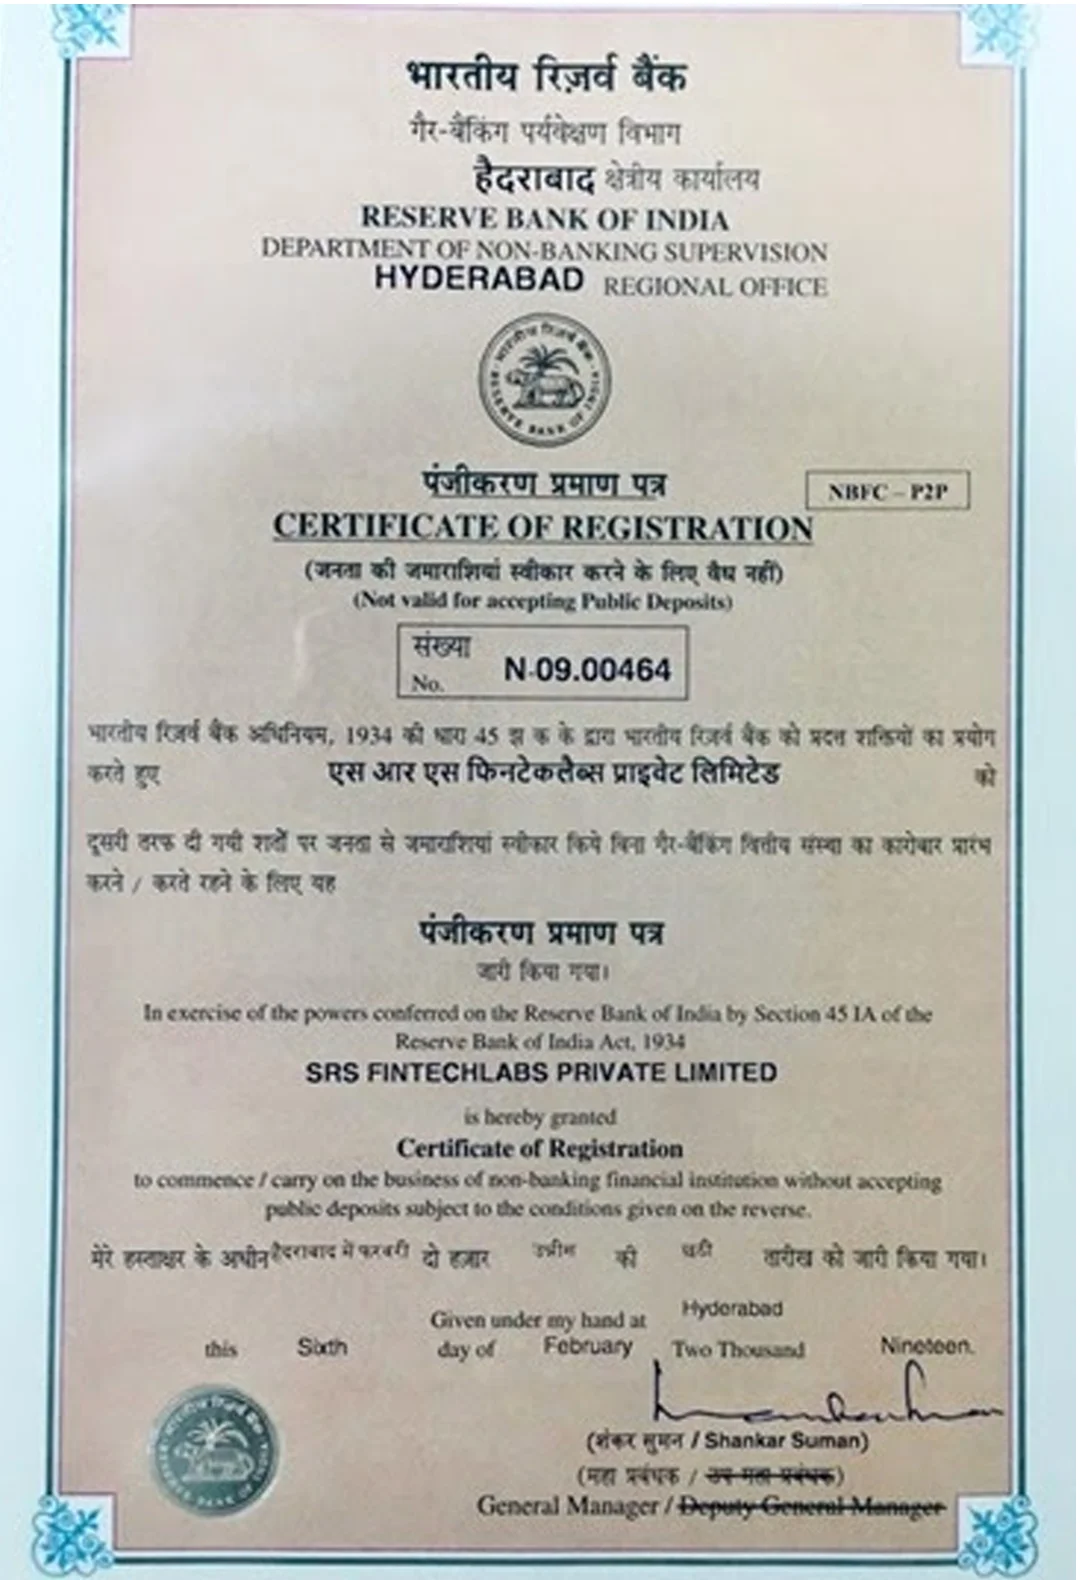 भारतीय रिज़र्व बैंक
गैर-बैंकिंग पर्यवेक्षण विभाग
हैदराबाद क्षेत्रीय कार्यालय
RESERVE BANK OF INDIA
DEPARTMENT OF NON-BANKING SUPERVISION
HYDERABAD REGIONAL OFFICE
भारतीय रिज़र्व बैंक
RESERVE BANK OF INDIA
पंजीकरण प्रमाण पत्र
NBFC – P2P
CERTIFICATE OF REGISTRATION
(जनता की जमाराशियां स्वीकार करने के लिए वैध नहीं)
(Not valid for accepting Public Deposits)
संख्या
No. N-09.00464
भारतीय रिज़र्व बैंक अधिनियम, 1934 की धारा 45 झ क के द्वारा भारतीय रिज़र्व बैंक को प्रदत्त शक्तियों का प्रयोग
करते हुए एस आर एस फिनटेकलैब्स प्राइवेट लिमिटेड को
दूसरी तरफ दी गयी शर्तों पर जनता से जमाराशियां स्वीकार किये बिना गैर-बैंकिंग वित्तीय संस्था का कारोबार प्रारंभ
करने / करते रहने के लिए यह
पंजीकरण प्रमाण पत्र
जारी किया गया।
In exercise of the powers conferred on the Reserve Bank of India by Section 45 IA of the
Reserve Bank of India Act, 1934
SRS FINTECHLABS PRIVATE LIMITED
is hereby granted
Certificate of Registration
to commence / carry on the business of non-banking financial institution without accepting
public deposits subject to the conditions given on the reverse.
मेरे हस्ताक्षर के अधीन हैदराबाद में फरवरी दो हज़ार उन्नीस की छठी तारीख को जारी किया गया।
Given under my hand at Hyderabad
this Sixth day of February Two Thousand Nineteen.
(शंकर सुमन / Shankar Suman)
(महा प्रबंधक / उप महा प्रबंधक)
General Manager / Deputy General Manager